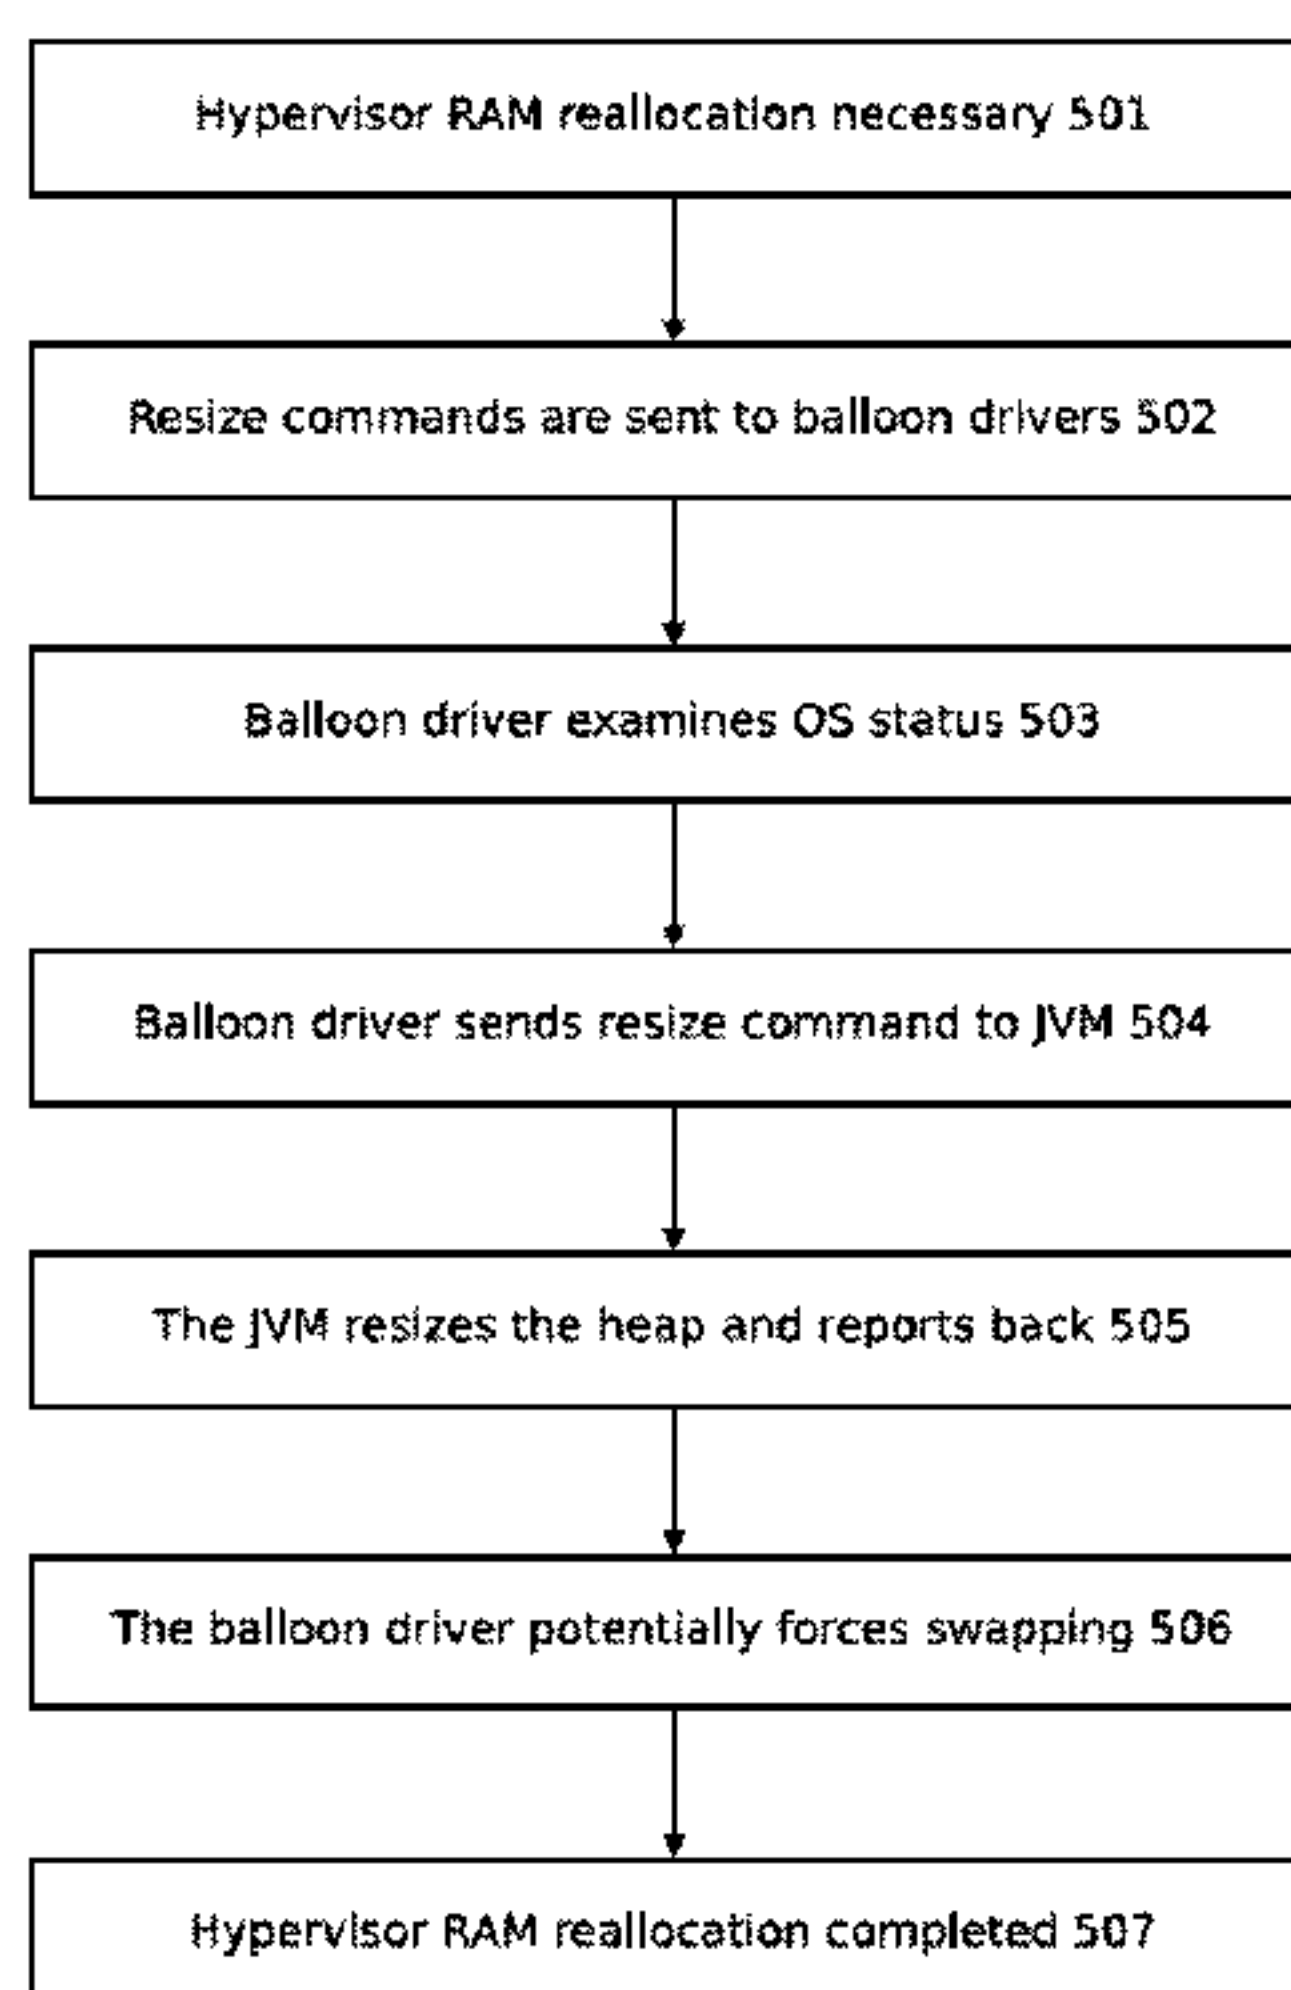 Hypervisor RAM reallocation necessary 501
Resize commands are sent to balloon drivers 502
Balloon driver examines OS status 503
Balloon driver sends resize command to JVM 504
The JVM resizes the heap and reports back 505
The balloon driver potentially forces swapping 506
Hypervisor RAM reallocation completed 507